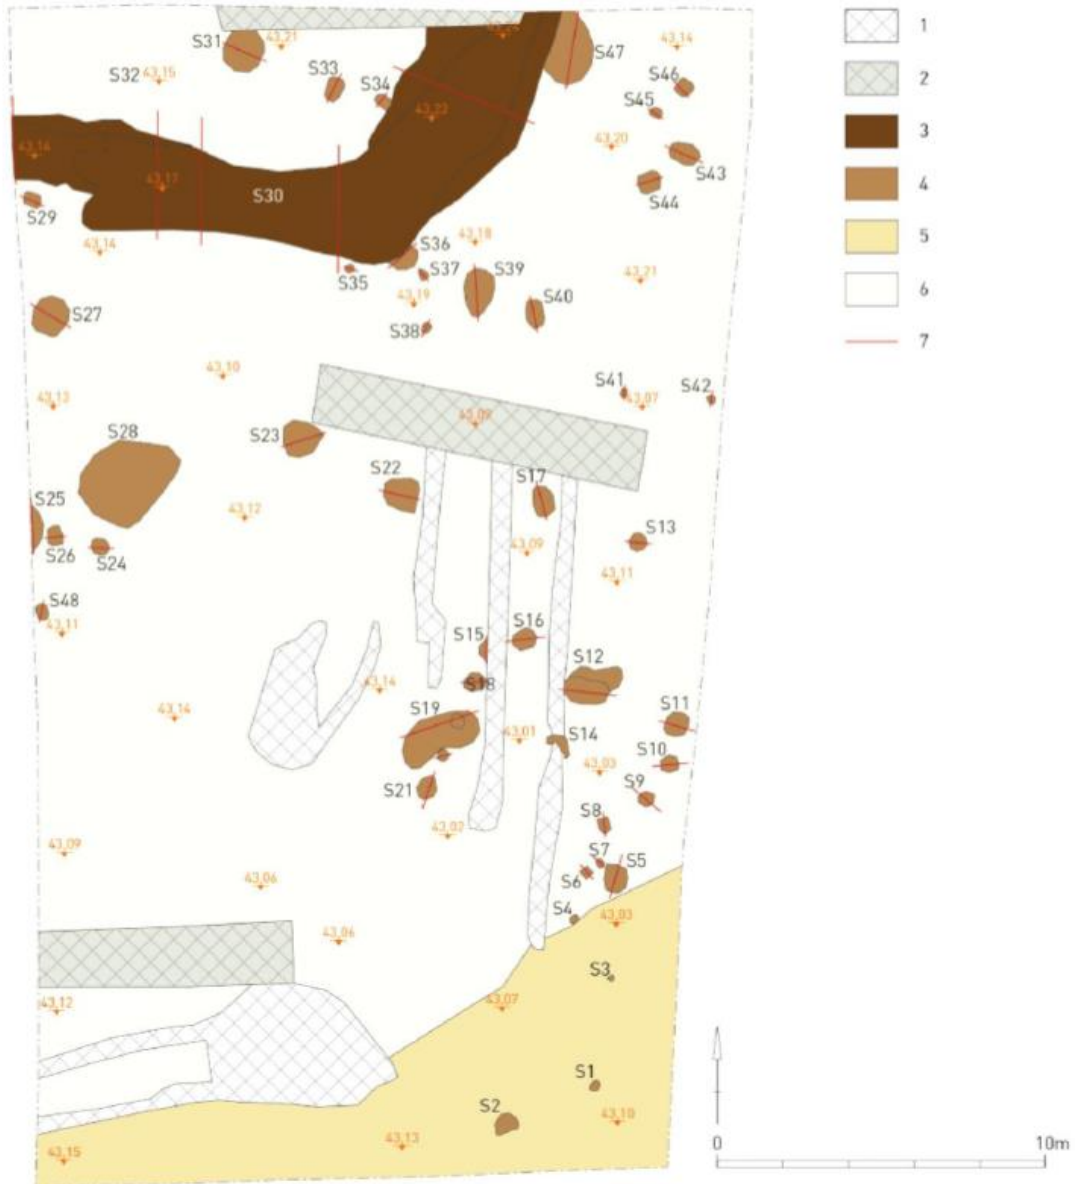 S31
43,21
43,24
S47
43,14
1
S32
43,15
S33
S34
S46
2
S45
43,14
43,23
43,20
3
43,11
S30
S43
S44
4
S29
43,14
43,18
S36
5
S35
S37
S39
43,21
43,19
S40
6
S27
S38
7
43,10
S41
S42
43,13
43,07
43,09
S28
S23
S22
S17
S25
43,12
S13
S26
S24
43,09
43,11
S48
43,11
S15
S16
S12
43,14
S18
43,14
S19
S11
43,01
S14
S10
43,03
S21
S9
43,02
S8
43,09
S7
S5
43,06
S6
S4
43,03
43,06
S3
43,12
43,07
S1
S2
43,10
43,13
43,15
0
10m